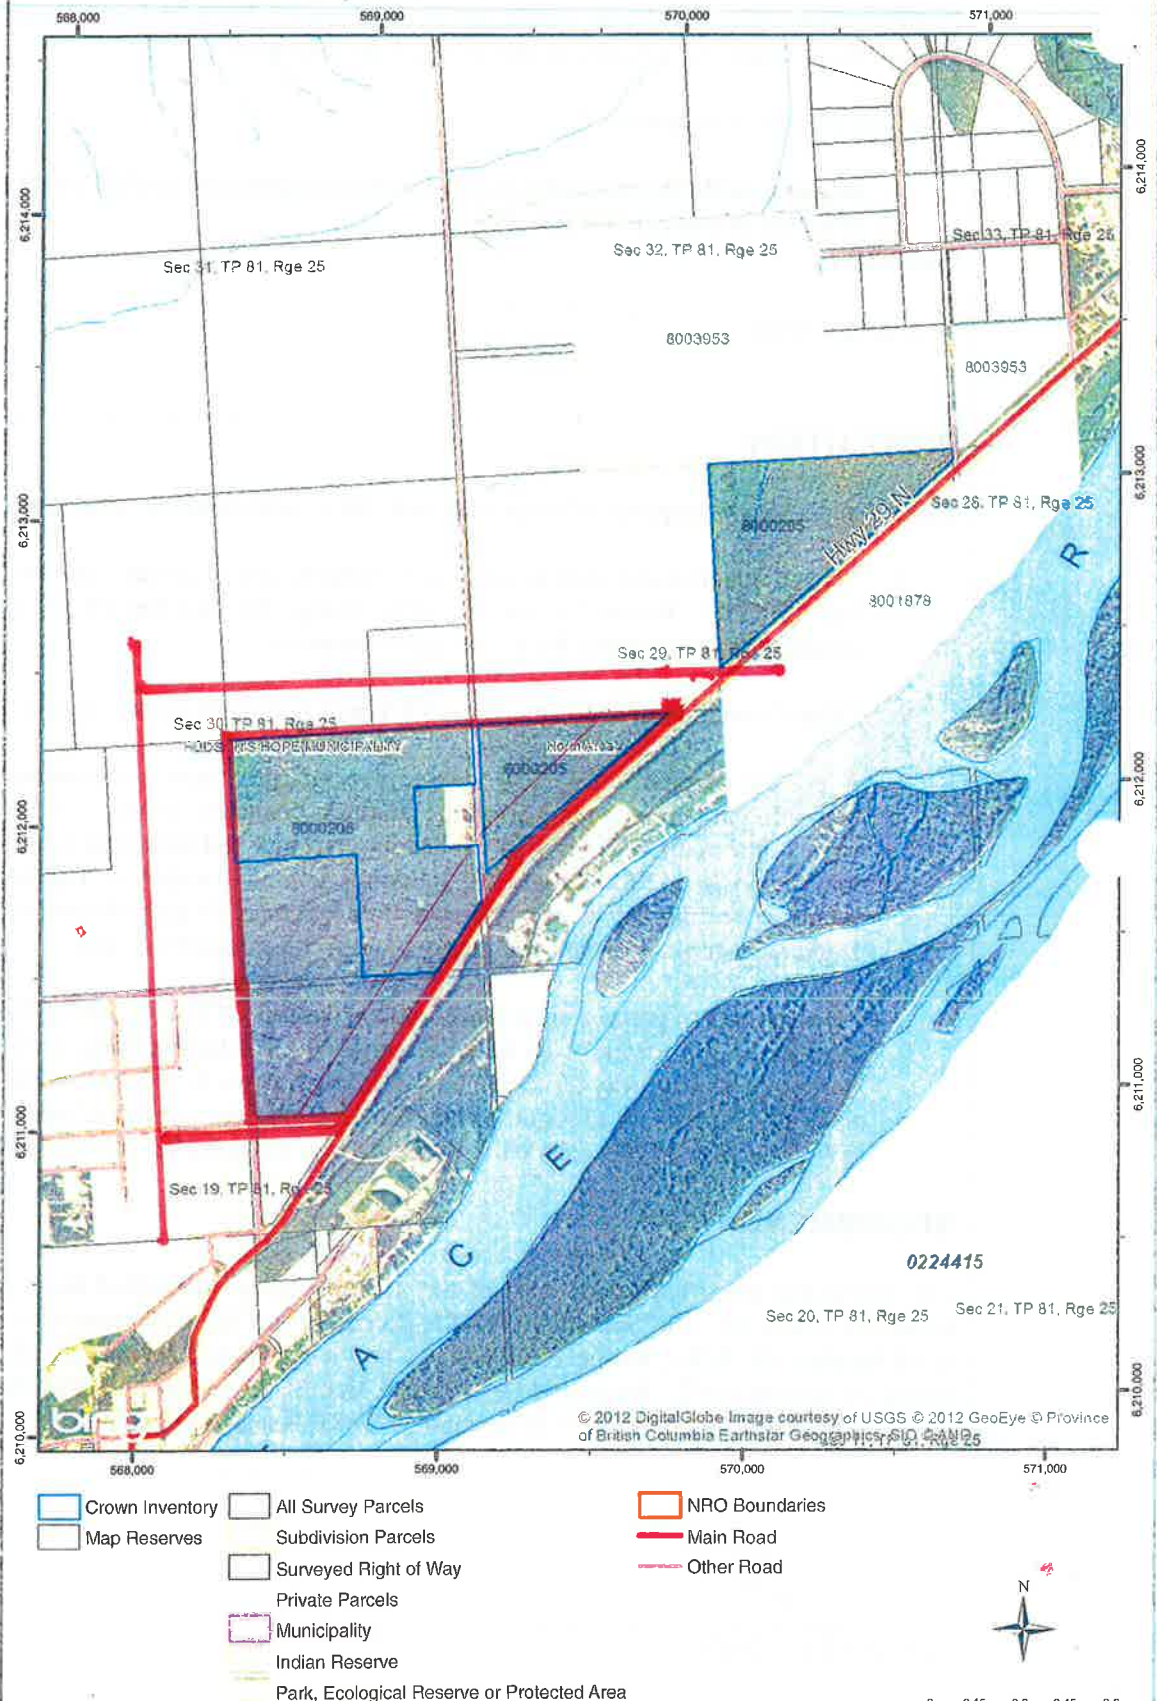 568,000 569,000 570,000 571,000
6,214,000
6,214,000
Sec 33, TP 81, Rge 25
Sec 32, TP 81, Rge 25
Sec 31, TP 81, Rge 25
8003953
8003953
6,213,000
6,213,000
Sec 28, TP 81, Rge 25
8000205
Hwy 29 N
8001878
Sec 29, TP 81, Rge 25
R
Sec 30, TP 81, Rge 25
HUDSON'S HOPE MUNICIPALITY
8000205
8000206
6,212,000
6,212,000
6,211,000
6,211,000
E
C
A
Sec 19, TP 81, Rge 25
0224415
Sec 20, TP 81, Rge 25
Sec 21, TP 81, Rge 25
bing
6,210,000
6,210,000
© 2012 DigitalGlobe Image courtesy of USGS © 2012 GeoEye © Province
of British Columbia Earthstar Geographics SIO © AND
568,000 569,000 570,000 571,000
Crown Inventory
Map Reserves
All Survey Parcels
Subdivision Parcels
Surveyed Right of Way
Private Parcels
Municipality
Indian Reserve
Park, Ecological Reserve or Protected Area
NRO Boundaries
Main Road
Other Road
N